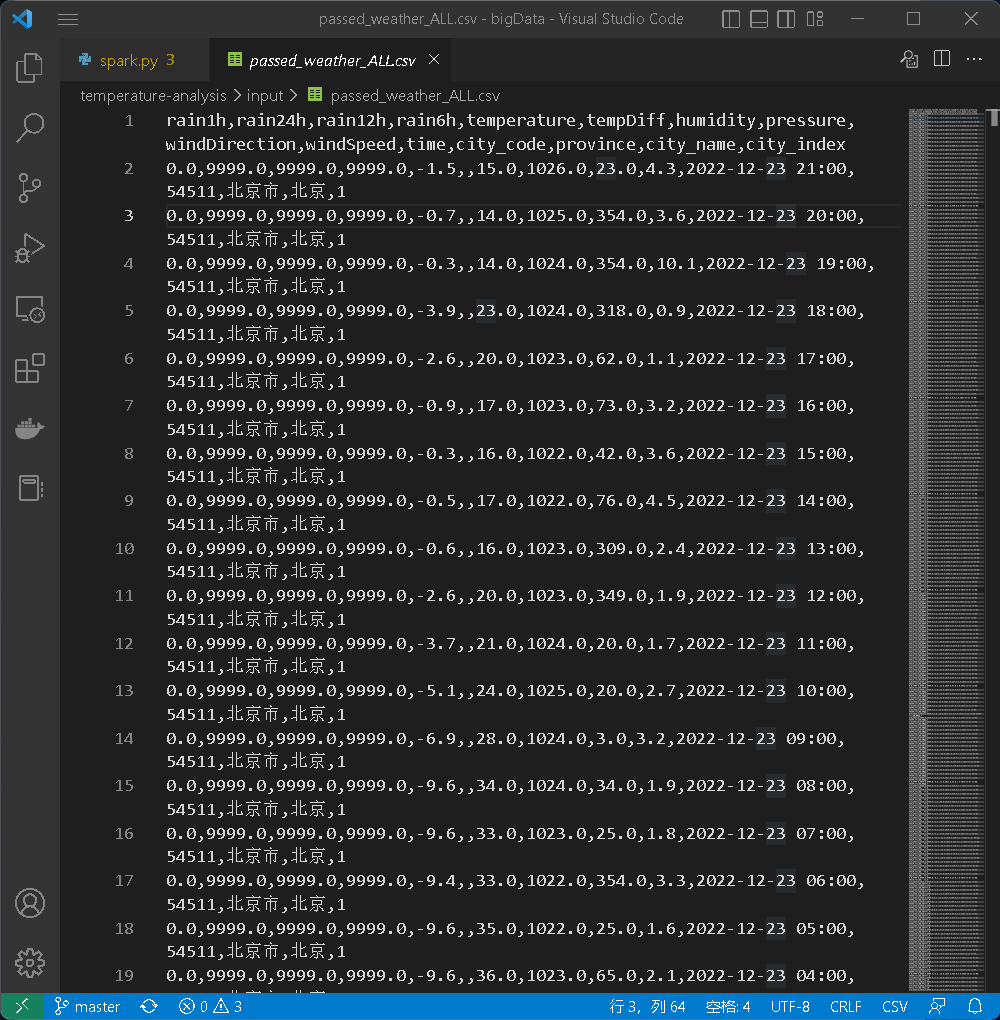 passed_weather_ALL.csv - bigData - Visual Studio Code
spark.py 3
passed_weather_ALL.csv
temperature-analysis > input > passed_weather_ALL.csv
1 rain1h,rain24h,rain12h,rain6h,temperature,tempDiff,humidity,pressure,
windDirection,windSpeed,time,city_code,province,city_name,city_index
2 0.0,9999.0,9999.0,9999.0,-1.5,,15.0,1026.0,23.0,4.3,2022-12-23 21:00,
54511,北京市,北京,1
3 0.0,9999.0,9999.0,9999.0,-0.7,,14.0,1025.0,354.0,3.6,2022-12-23 20:00,
54511,北京市,北京,1
4 0.0,9999.0,9999.0,9999.0,-0.3,,14.0,1024.0,354.0,10.1,2022-12-23 19:00,
54511,北京市,北京,1
5 0.0,9999.0,9999.0,9999.0,-3.9,,23.0,1024.0,318.0,0.9,2022-12-23 18:00,
54511,北京市,北京,1
6 0.0,9999.0,9999.0,9999.0,-2.6,,20.0,1023.0,62.0,1.1,2022-12-23 17:00,
54511,北京市,北京,1
7 0.0,9999.0,9999.0,9999.0,-0.9,,17.0,1023.0,73.0,3.2,2022-12-23 16:00,
54511,北京市,北京,1
8 0.0,9999.0,9999.0,9999.0,-0.3,,16.0,1022.0,42.0,3.6,2022-12-23 15:00,
54511,北京市,北京,1
9 0.0,9999.0,9999.0,9999.0,-0.5,,17.0,1022.0,76.0,4.5,2022-12-23 14:00,
54511,北京市,北京,1
10 0.0,9999.0,9999.0,9999.0,-0.6,,16.0,1023.0,309.0,2.4,2022-12-23 13:00,
54511,北京市,北京,1
11 0.0,9999.0,9999.0,9999.0,-2.6,,20.0,1023.0,349.0,1.9,2022-12-23 12:00,
54511,北京市,北京,1
12 0.0,9999.0,9999.0,9999.0,-3.7,,21.0,1024.0,20.0,1.7,2022-12-23 11:00,
54511,北京市,北京,1
13 0.0,9999.0,9999.0,9999.0,-5.1,,24.0,1025.0,20.0,2.7,2022-12-23 10:00,
54511,北京市,北京,1
14 0.0,9999.0,9999.0,9999.0,-6.9,,28.0,1024.0,3.0,3.2,2022-12-23 09:00,
54511,北京市,北京,1
15 0.0,9999.0,9999.0,9999.0,-9.6,,34.0,1024.0,34.0,1.9,2022-12-23 08:00,
54511,北京市,北京,1
16 0.0,9999.0,9999.0,9999.0,-9.6,,33.0,1023.0,25.0,1.8,2022-12-23 07:00,
54511,北京市,北京,1
17 0.0,9999.0,9999.0,9999.0,-9.4,,33.0,1022.0,354.0,3.3,2022-12-23 06:00,
54511,北京市,北京,1
18 0.0,9999.0,9999.0,9999.0,-9.6,,35.0,1022.0,25.0,1.6,2022-12-23 05:00,
54511,北京市,北京,1
19 0.0,9999.0,9999.0,9999.0,-9.6,,36.0,1023.0,65.0,2.1,2022-12-23 04:00,
master 0 3 行 3，列 64 空格: 4 UTF-8 CRLF CSV